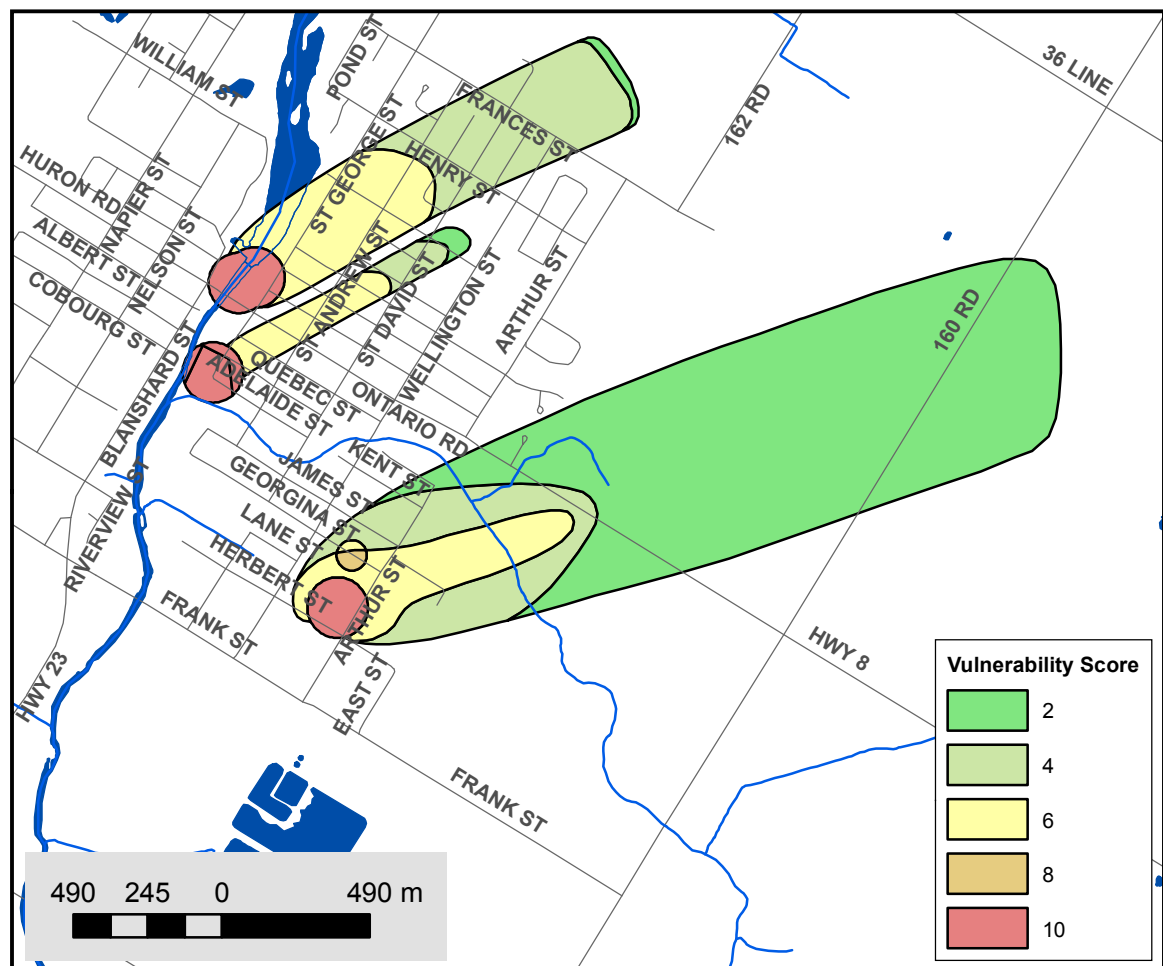 POND ST
36 LINE
WILLIAM ST
162 RD
FRANCES ST
ST GEORGE ST
HENRY ST
HURON RD
NAPIER ST
NELSON ST
ALBERT ST
ST ANDREW ST
ST DAVID ST
WELLINGTON ST
ARTHUR ST
COBOURG ST
160 RD
BLANSHARD ST
QUEBEC ST
ADELAIDE ST
ONTARIO RD
KENT ST
JAMES ST
GEORGINA ST
LANE ST
RIVERVIEW ST
HERBERT ST
ARTHUR ST
FRANK ST
HWY 8
HWY 23
EAST ST
FRANK ST
Vulnerability Score
2
4
6
8
10
490 245 0 490 m